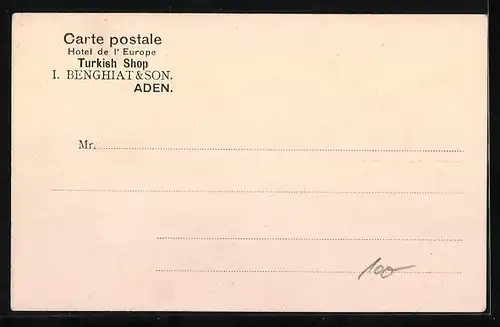 Carte postale
Hotel de l'Europe
Turkish Shop
I. BENGHIAT & SON.
ADEN.
Mr.
100